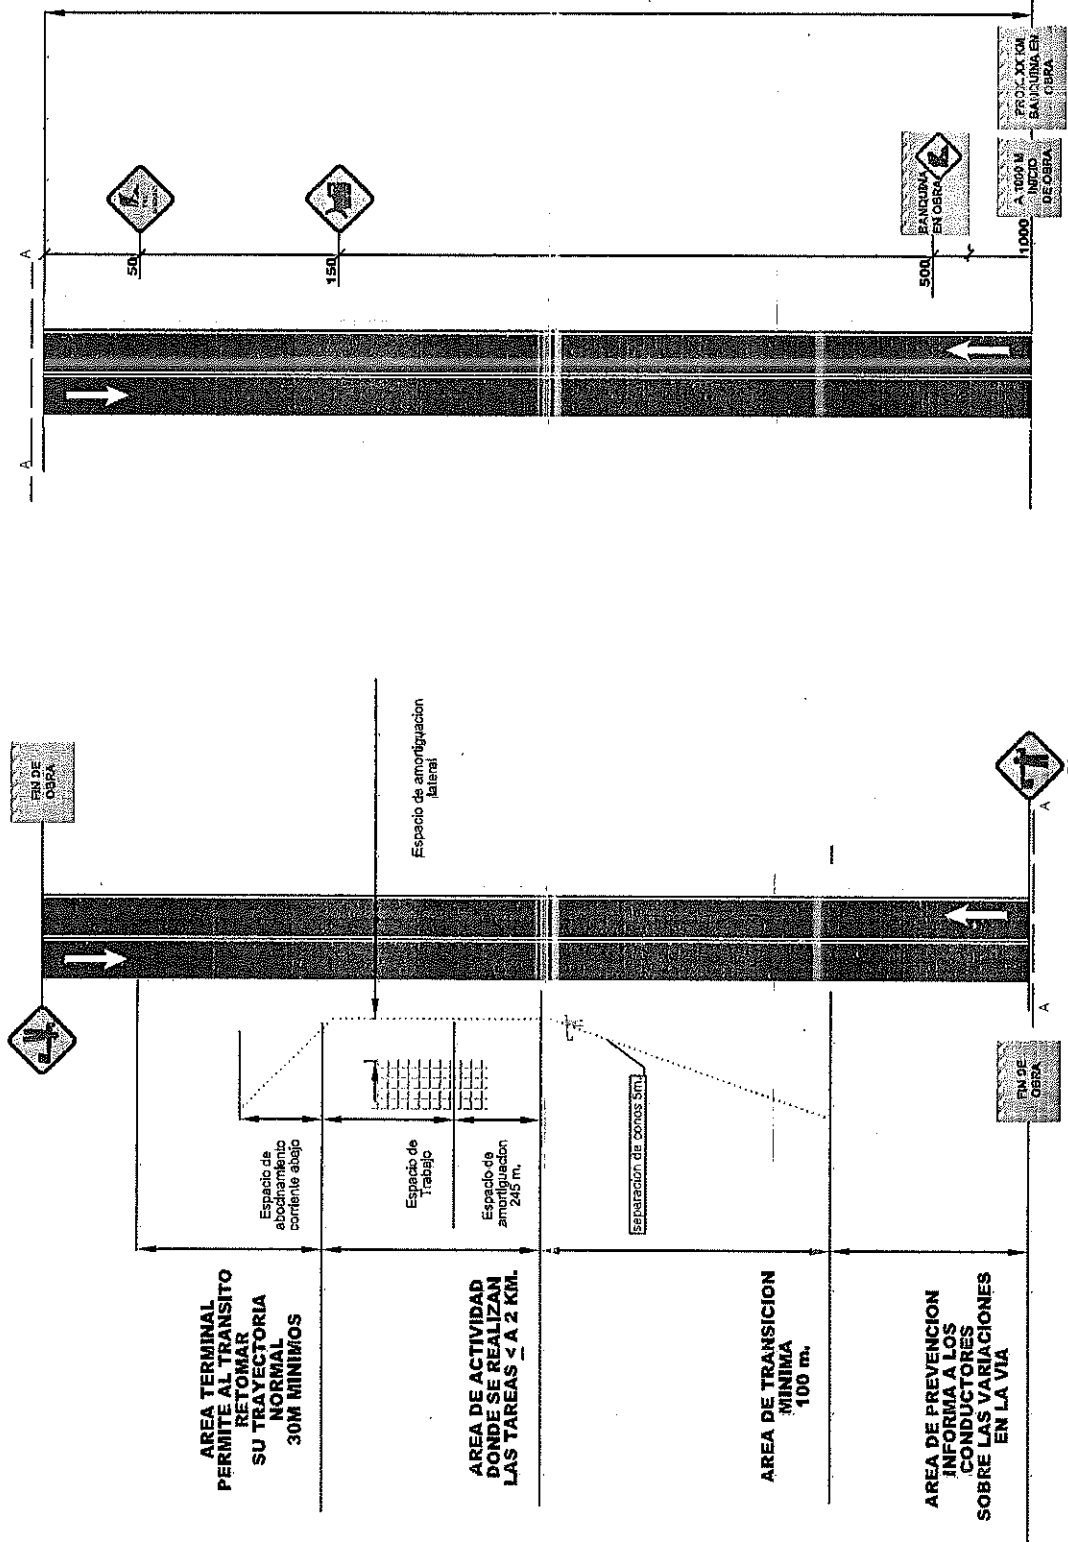 A
A
50
150
500
1000
BANQUINA
EN OBRA
A 1000 M
INICIO
DE OBRA
PROX. XX KM
BANQUINA EN
OBRA
FIN DE
OBRA
Espacio de amortiguacion
lateral
A
A
FIN DE
OBRA
Espacio de
abocinamiento
corriente abajo
Espacio de
Trabajo
Espacio de
amortiguacion
245 m.
separacion de conos 5m.
AREA TERMINAL
PERMITE AL TRANSITO
RETOMAR
SU TRAYECTORIA
NORMAL
30M MINIMOS
AREA DE ACTIVIDAD
DONDE SE REALIZAN
LAS TAREAS < A 2 KM.
AREA DE TRANSICION
MINIMA
100 m.
AREA DE PREVENCION
INFORMA A LOS
CONDUCTORES
SOBRE LAS VARIACIONES
EN LA VIA